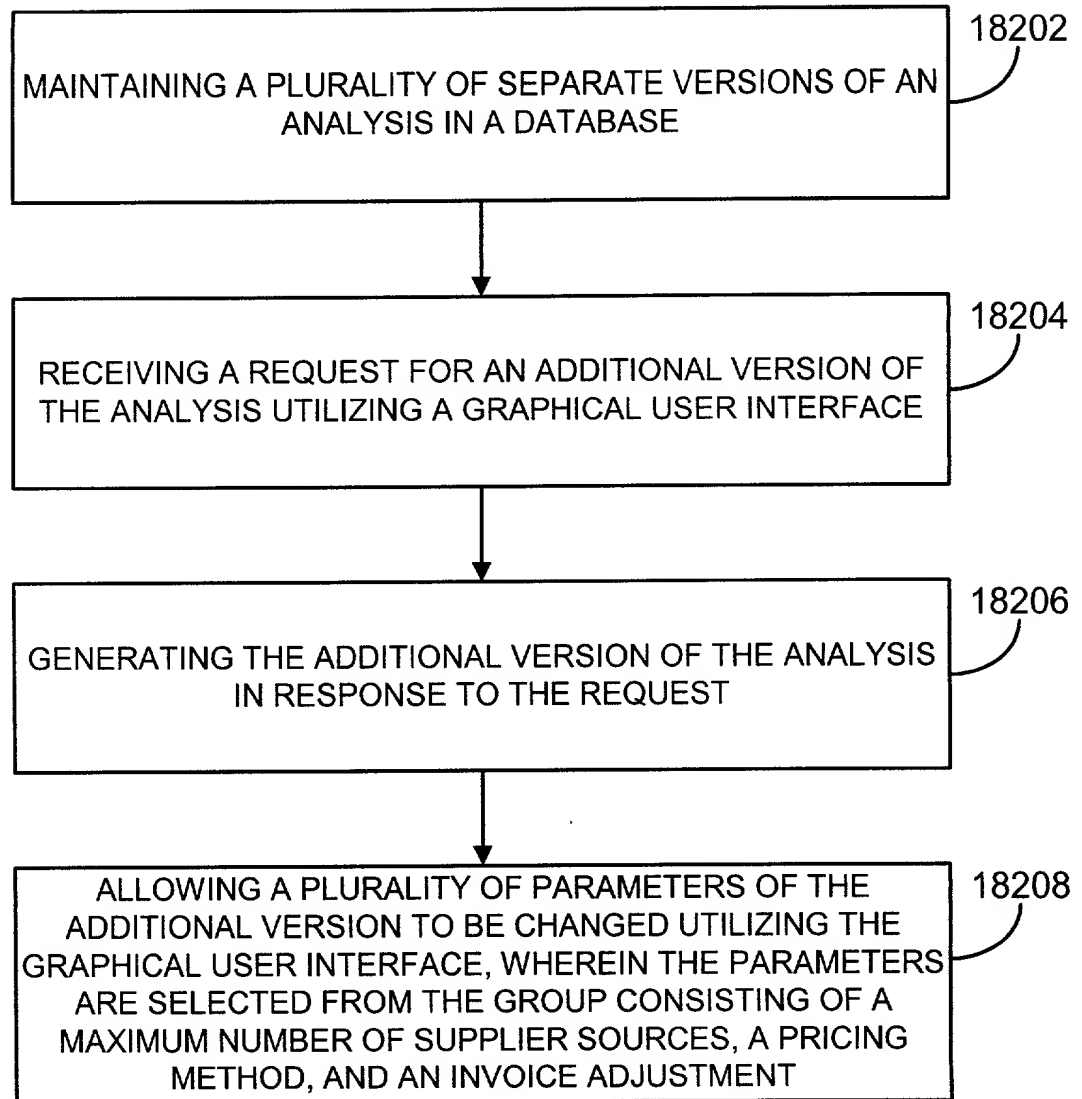 18202
MAINTAINING A PLURALITY OF SEPARATE VERSIONS OF AN
ANALYSIS IN A DATABASE
18204
RECEIVING A REQUEST FOR AN ADDITIONAL VERSION OF
THE ANALYSIS UTILIZING A GRAPHICAL USER INTERFACE
18206
GENERATING THE ADDITIONAL VERSION OF THE ANALYSIS
IN RESPONSE TO THE REQUEST
18208
ALLOWING A PLURALITY OF PARAMETERS OF THE
ADDITIONAL VERSION TO BE CHANGED UTILIZING THE
GRAPHICAL USER INTERFACE, WHEREIN THE PARAMETERS
ARE SELECTED FROM THE GROUP CONSISTING OF A
MAXIMUM NUMBER OF SUPPLIER SOURCES, A PRICING
METHOD, AND AN INVOICE ADJUSTMENT